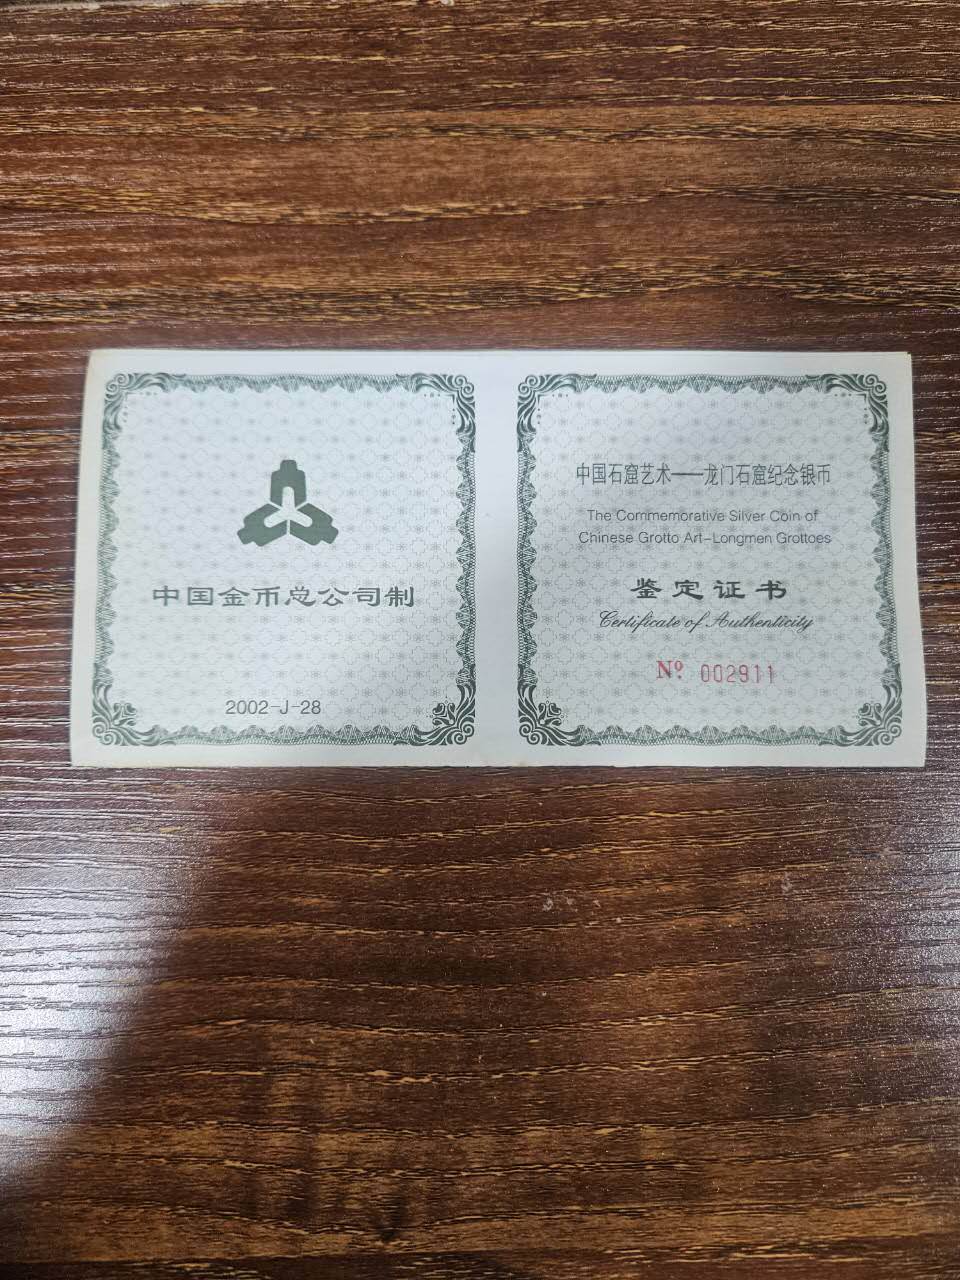 中国金币总公司制
2002-J-28
中国石窟艺术——龙门石窟纪念银币
The Commemorative Silver Coin of
Chinese Grotto Art-Longmen Grottoes
鉴定证书
Certificate of Authenticity
Nº 002911